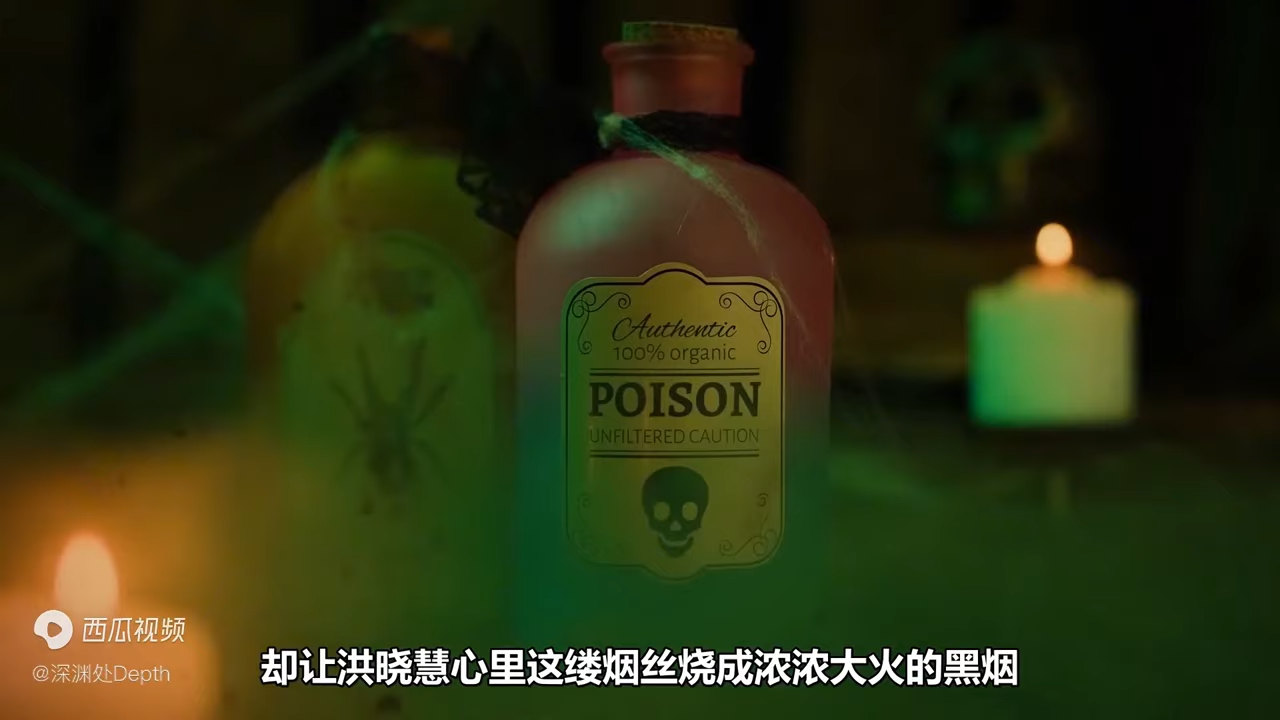 Authentic
100% organic
POISON
UNFILTERED CAUTION
西瓜视频
@深渊处Depth
却让洪晓慧心里这缕烟丝烧成浓浓大火的黑烟